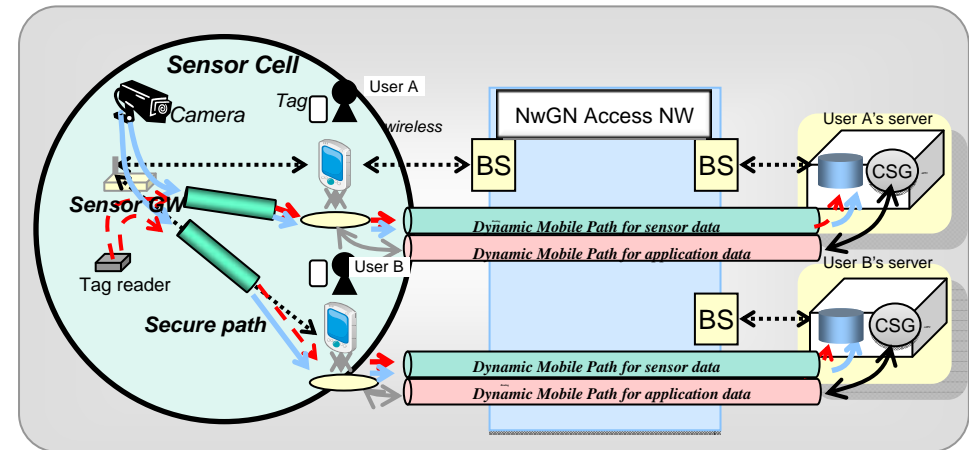 Sensor Cell
User A
Tag
Camera
wireless
NwGN Access NW
User A's server
BS
BS
CSG
Sensor GW
Dynamic Mobile Path for sensor data
Dynamic Mobile Path for application data
User B
Tag reader
User B's server
Secure path
BS
CSG
Dynamic Mobile Path for sensor data
Dynamic Mobile Path for application data